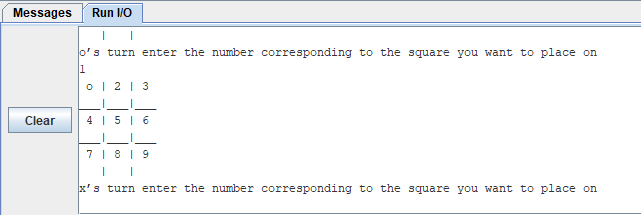 Messages
Run I/O
Clear
 | |
o's turn enter the number corresponding to the square you want to place on
1
 o | 2 | 3
___|___|___
 4 | 5 | 6
___|___|___
 7 | 8 | 9
 | |
x's turn enter the number corresponding to the square you want to place on